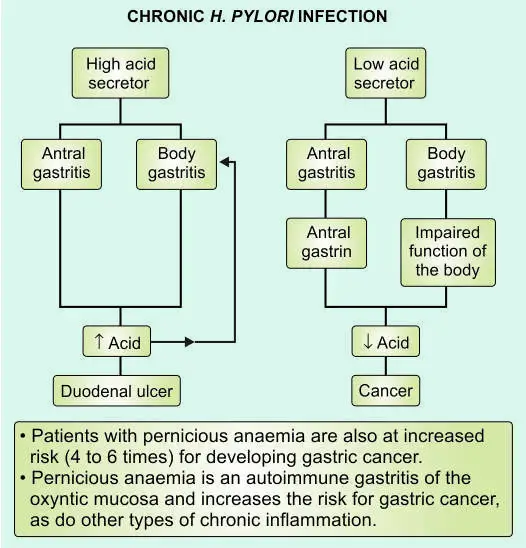 CHRONIC H. PYLORI INFECTION
High acid
secretor
Low acid
secretor
Antral
gastritis
Body
gastritis
Antral
gastritis
Body
gastritis
Antral
gastrin
Impaired
function of
the body
↑ Acid
↓ Acid
Duodenal ulcer
Cancer
• Patients with pernicious anaemia are also at increased
risk (4 to 6 times) for developing gastric cancer.
• Pernicious anaemia is an autoimmune gastritis of the
oxyntic mucosa and increases the risk for gastric cancer,
as do other types of chronic inflammation.